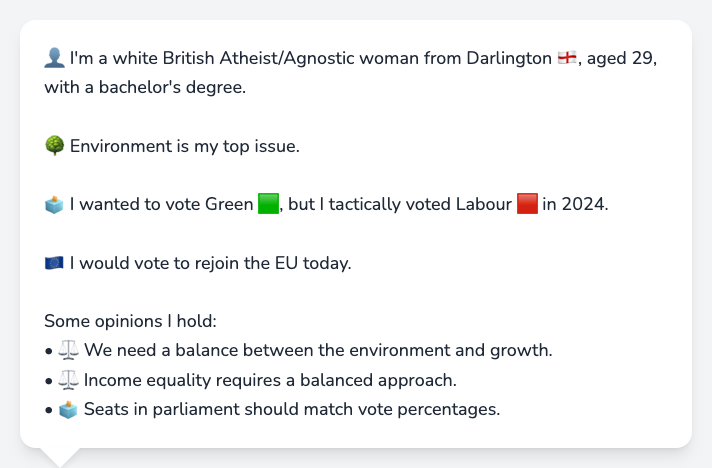 👤 I'm a white British Atheist/Agnostic woman from Darlington 🏴󠁧󠁢󠁥󠁮󠁧󠁿, aged 29,
with a bachelor's degree.
🌳 Environment is my top issue.
🗳️ I wanted to vote Green 🟩, but I tactically voted Labour 🟥 in 2024.
🇪🇺 I would vote to rejoin the EU today.
Some opinions I hold:
• ⚖️ We need a balance between the environment and growth.
• ⚖️ Income equality requires a balanced approach.
• 🗳️ Seats in parliament should match vote percentages.